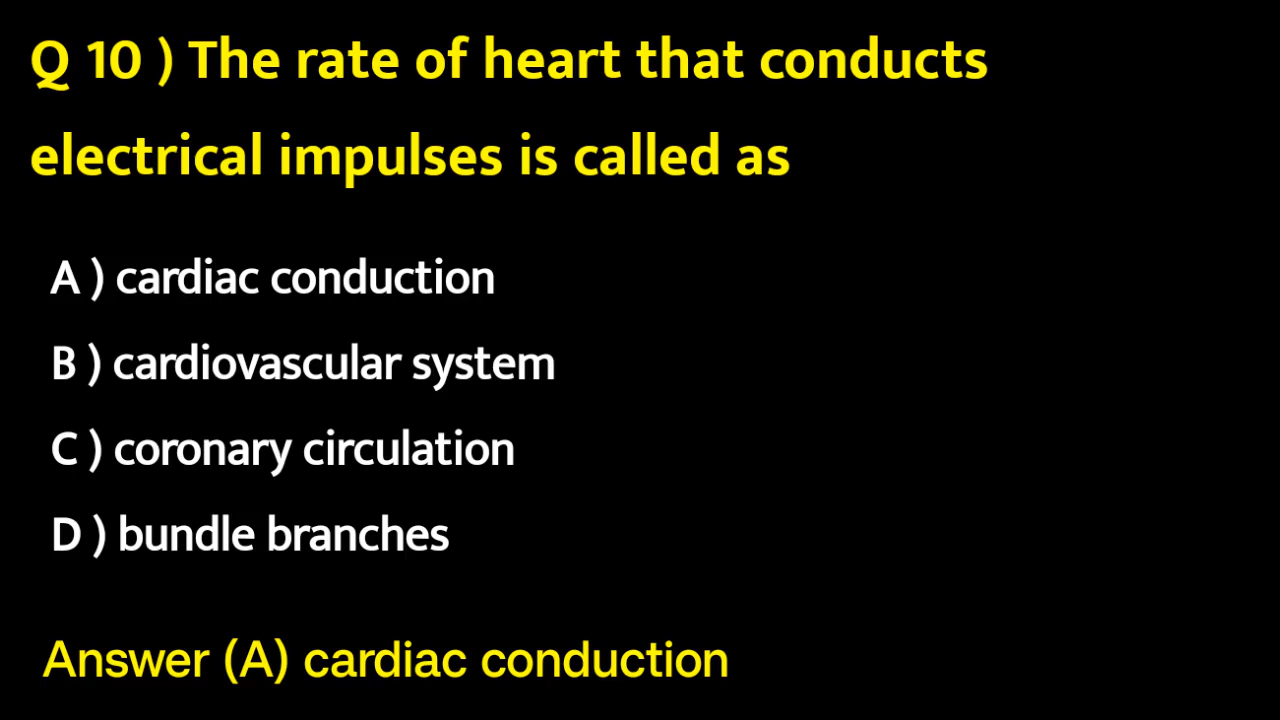 Q 10 ) The rate of heart that conducts
electrical impulses is called as
A ) cardiac conduction
B ) cardiovascular system
C ) coronary circulation
D ) bundle branches
Answer (A) cardiac conduction